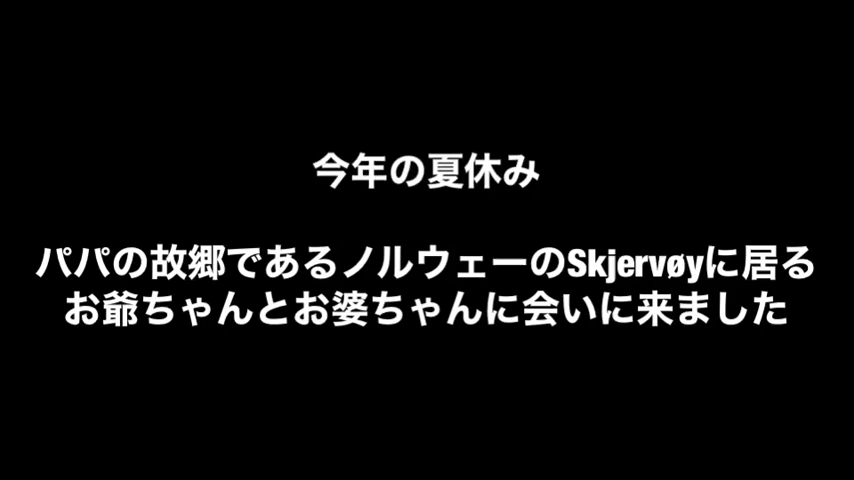 今年の夏休み
パパの故郷であるノルウェーのSkjervøyに居る
お爺ちゃんとお婆ちゃんに会いに来ました